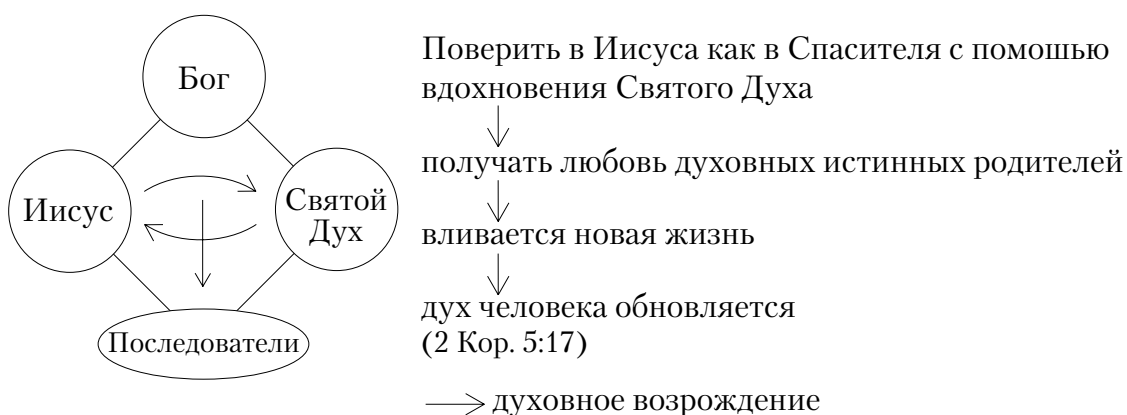 Бог
Иисус
Святой
Дух
Последователи
Поверить в Иисуса как в Спасителя с помошью
вдохновения Святого Духа
получать любовь духовных истинных родителей
вливается новая жизнь
дух человека обновляется
(2 Кор. 5:17)
духовное возрождение